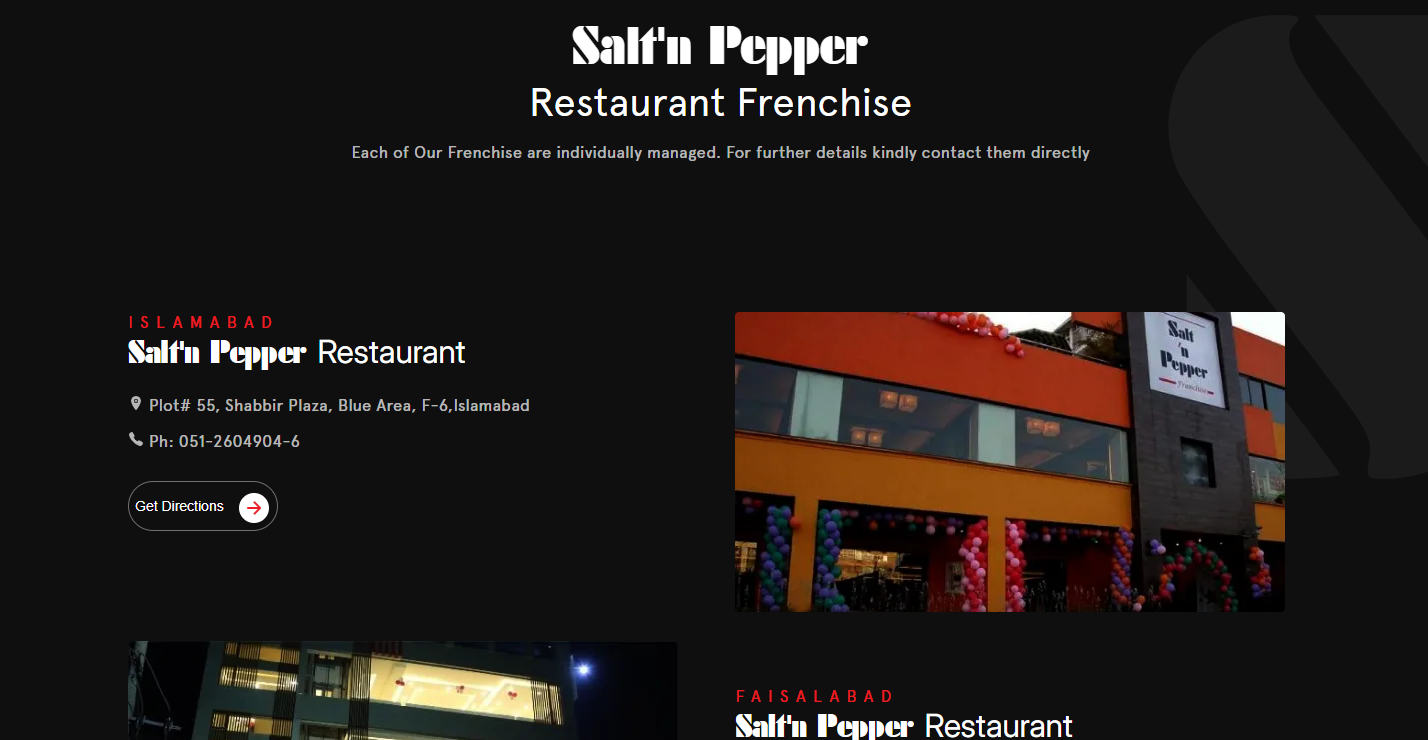 Salt'n Pepper
Restaurant Frenchise
Each of Our Frenchise are individually managed. For further details kindly contact them directly
ISLAMABAD
Salt'n Pepper Restaurant
Plot# 55, Shabbir Plaza, Blue Area, F-6,Islamabad
Ph: 051-2604904-6
Get Directions
Salt
'n
Pepper
Franchise
FAISALABAD
Salt'n Pepper Restaurant